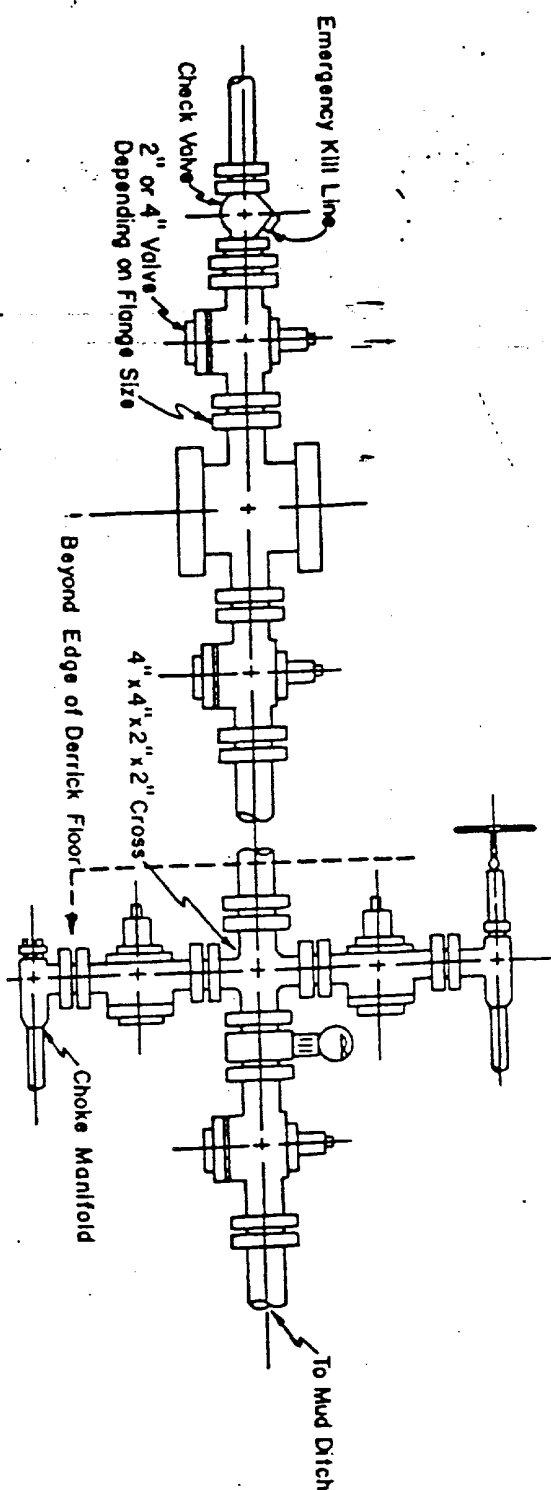 Emergency Kill Line
Check Valve
2" or 4" Valve
Depending on Flange Size
Beyond Edge of Derrick Floor
4" x 4" x 2" x 2" Cross
Choke Manifold
To Mud Ditch